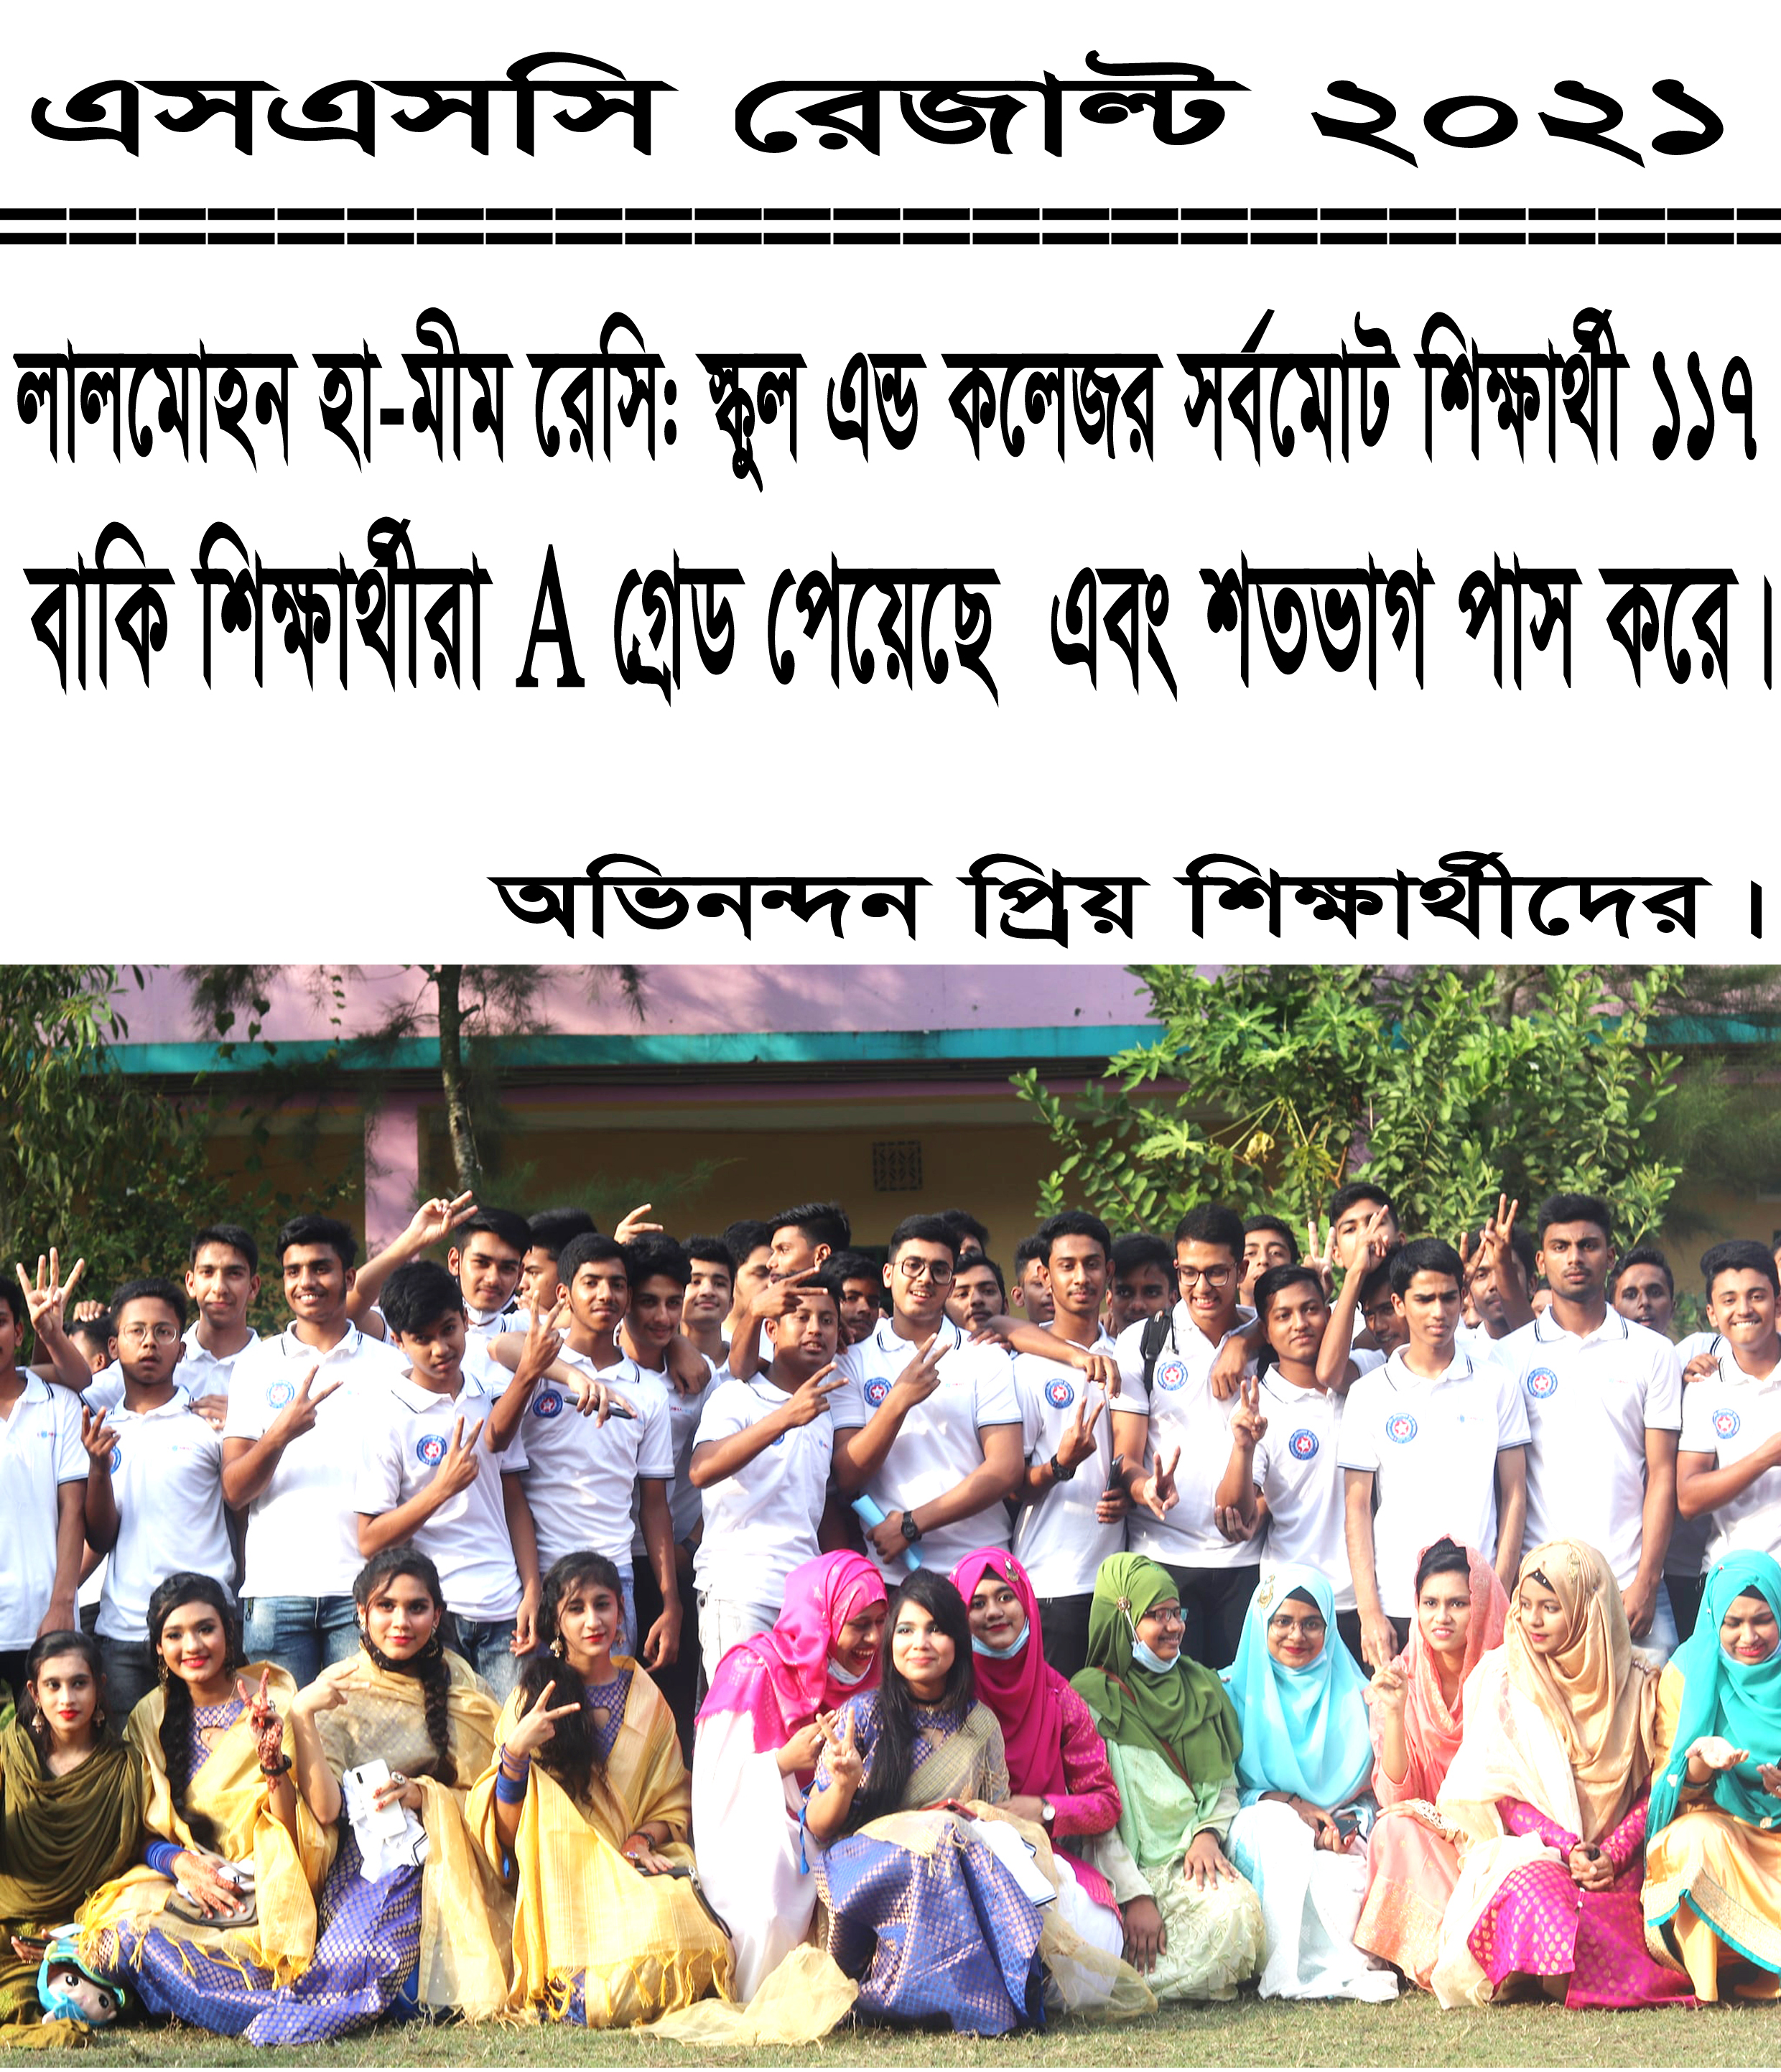 এসএসসি রেজাল্ট ২০২১
লালমোহন হা-মীম রেসি: স্কুল এন্ড কলেজর সর্বমোট শিক্ষার্থী ১১৭
বাকি শিক্ষার্থীরা A গ্রেড পেয়েছে এবং শতভাগ পাস করে।
অভিনন্দন প্রিয় শিক্ষার্থীদের।